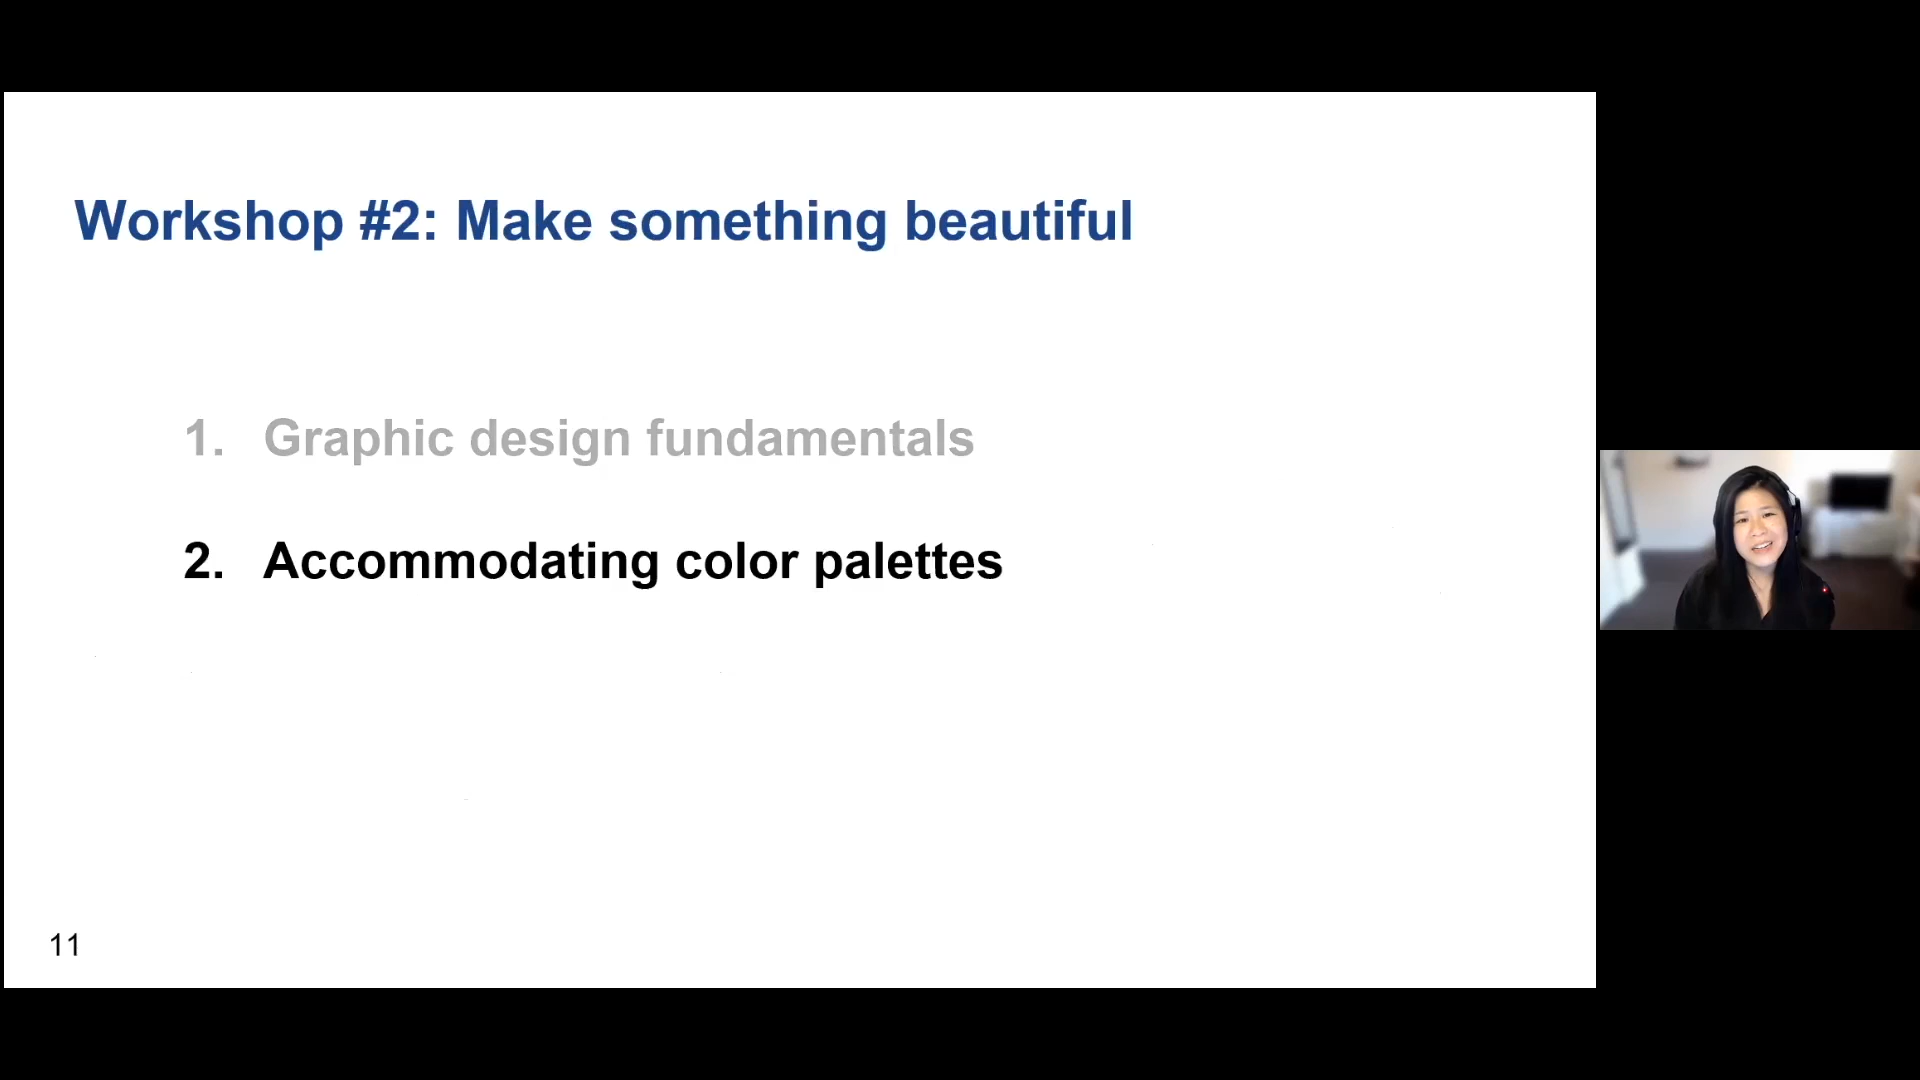 Workshop #2: Make something beautiful
1. Graphic design fundamentals
2. Accommodating color palettes
11